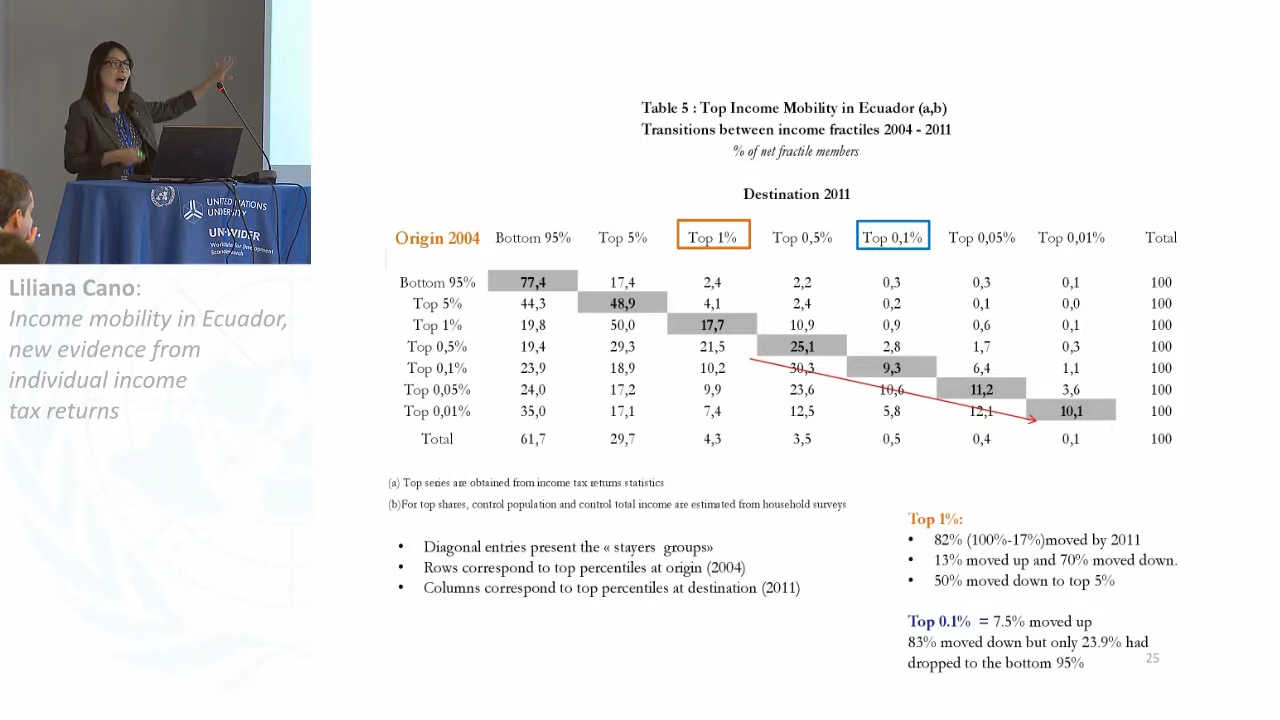 UNITED NATIONS
UNIVERSITY
UNU-WIDER
World Institute for Development
Economics Research
Liliana Cano:
Income mobility in Ecuador,
new evidence from
individual income
tax returns
Table 5 : Top Income Mobility in Ecuador (a,b)
Transitions between income fractiles 2004 - 2011
% of net fractile members
Destination 2011
Origin 2004 Bottom 95% Top 5% Top 1% Top 0,5% Top 0,1% Top 0,05% Top 0,01% Total
Bottom 95% 77,4 17,4 2,4 2,2 0,3 0,3 0,1 100
Top 5% 44,3 48,9 4,1 2,4 0,2 0,1 0,0 100
Top 1% 19,8 50,0 17,7 10,9 0,9 0,6 0,1 100
Top 0,5% 19,4 29,3 21,5 25,1 2,8 1,7 0,3 100
Top 0,1% 23,9 18,9 10,2 30,3 9,3 6,4 1,1 100
Top 0,05% 24,0 17,2 9,9 23,6 10,6 11,2 3,6 100
Top 0,01% 35,0 17,1 7,4 12,5 5,8 12,1 10,1 100
Total 61,7 29,7 4,3 3,5 0,5 0,4 0,1 100
(a) Top series are obtained from income tax returns statistics
(b)For top shares, control population and control total income are estimated from household surveys
• Diagonal entries present the « stayers groups»
• Rows correspond to top percentiles at origin (2004)
• Columns correspond to top percentiles at destination (2011)
Top 1%:
• 82% (100%-17%)moved by 2011
• 13% moved up and 70% moved down.
• 50% moved down to top 5%
Top 0.1% = 7.5% moved up
83% moved down but only 23.9% had
dropped to the bottom 95%
25